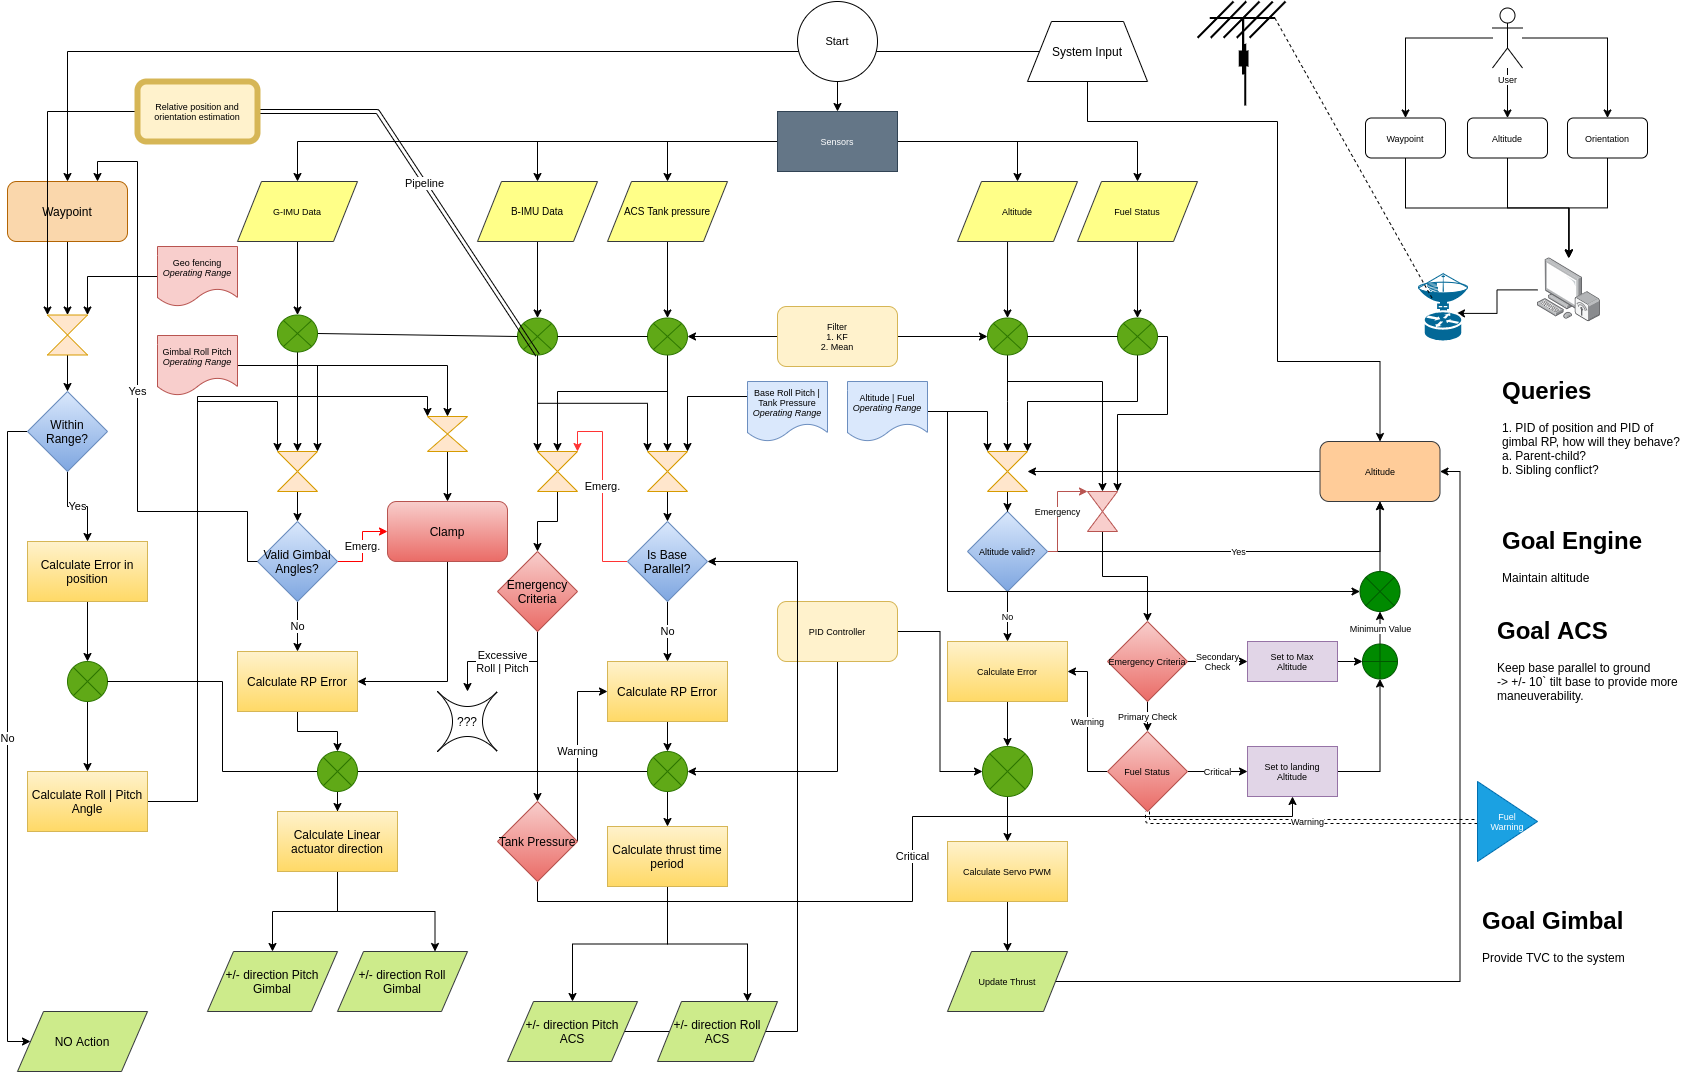 Start
System Input
User
Relative position and
orientation estimation
Sensors
Waypoint
Altitude
Orientation
Pipeline
Waypoint
G-IMU Data
B-IMU Data
ACS Tank pressure
Altitude
Fuel Status
Geo fencing
Operating Range
Gimbal Roll Pitch
Operating Range
Filter
1. KF
2. Mean
Yes
Base Roll Pitch |
Tank Pressure
Operating Range
Altitude | Fuel
Operating Range
Queries
1. PID of position and PID of
gimbal RP, how will they behave?
a. Parent-child?
b. Sibling conflict?
Within
Range?
Altitude
Yes
Emerg.
Emergency
Clamp
Emerg.
Valid Gimbal
Angles?
Is Base
Parallel?
Altitude valid?
Yes
Goal Engine
Maintain altitude
Calculate Error in
position
Emergency
Criteria
No
No
PID Controller
No
Minimum Value
Goal ACS
Keep base parallel to ground
-> +/- 10` tilt base to provide more
maneuverability.
Excessive
Roll | Pitch
Calculate RP Error
Calculate RP Error
Calculate Error
Emergency Criteria
Secondary
Check
Set to Max
Altitude
???
Primary Check
Warning
No
Warning
Fuel Status
Critical
Set to landing
Altitude
Calculate Roll | Pitch
Angle
Calculate Linear
actuator direction
Tank Pressure
Calculate thrust time
period
Critical
Warning
Fuel
Warning
Calculate Servo PWM
Goal Gimbal
Provide TVC to the system
+/- direction Pitch
Gimbal
+/- direction Roll
Gimbal
Update Thrust
+/- direction Pitch
ACS
+/- direction Roll
ACS
NO Action